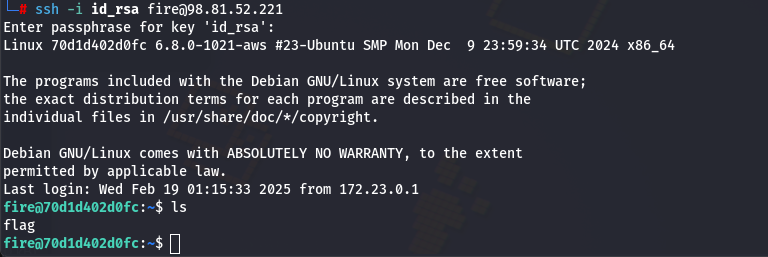 └─# ssh -i id_rsa fire@98.81.52.221
Enter passphrase for key 'id_rsa':
Linux 70d1d402d0fc 6.8.0-1021-aws #23-Ubuntu SMP Mon Dec  9 23:59:34 UTC 2024 x86_64

The programs included with the Debian GNU/Linux system are free software;
the exact distribution terms for each program are described in the
individual files in /usr/share/doc/*/copyright.

Debian GNU/Linux comes with ABSOLUTELY NO WARRANTY, to the extent
permitted by applicable law.
Last login: Wed Feb 19 01:15:33 2025 from 172.23.0.1
fire@70d1d402d0fc:~$ ls
flag
fire@70d1d402d0fc:~$